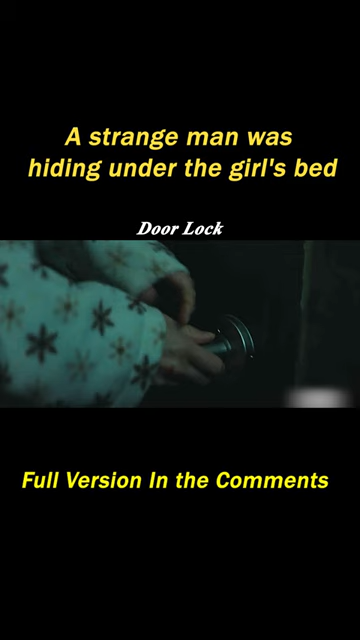 A strange man was
hiding under the girl's bed
Door Lock
Full Version In the Comments